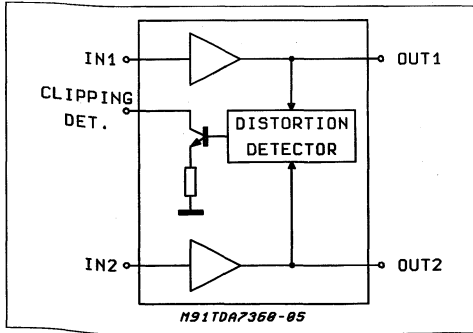 IN1
OUT1
CLIPPING
DET.
DISTORTION
DETECTOR
IN2
OUT2
M91TDA7360-05